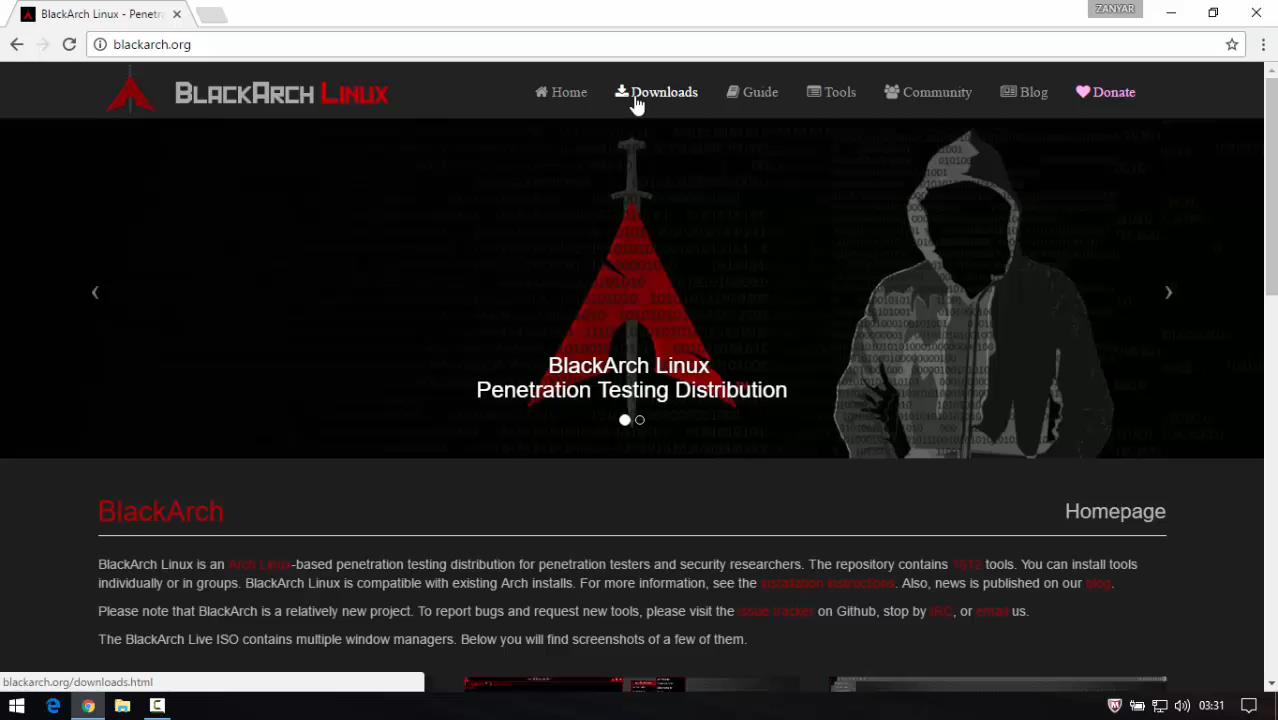 BlackArch Linux - Penetra
ZANYAR
blackarch.org
BlackArch Linux
Home
Downloads
Guide
Tools
Community
Blog
Donate
BlackArch Linux
Penetration Testing Distribution
BlackArch
Homepage
BlackArch Linux is an Arch Linux-based penetration testing distribution for penetration testers and security researchers. The repository contains 1612 tools. You can install tools
individually or in groups. BlackArch Linux is compatible with existing Arch installs. For more information, see the installation instructions. Also, news is published on our blog.
Please note that BlackArch is a relatively new project. To report bugs and request new tools, please visit the issue tracker on Github, stop by IRC, or email us.
The BlackArch Live ISO contains multiple window managers. Below you will find screenshots of a few of them.
blackarch.org/downloads.html
03:31